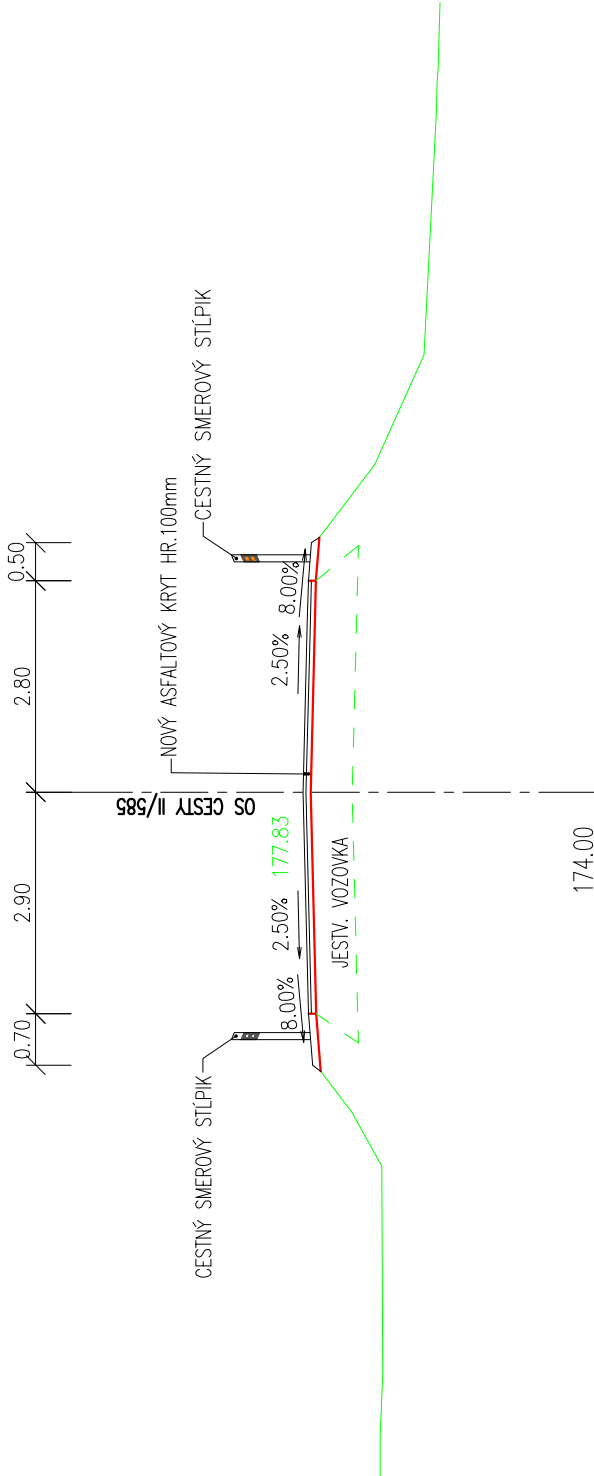 0.70
2.90
2.80
0.50
CESTNÝ SMEROVÝ STĹPIK
NOVÝ ASFALTOVÝ KRYT HR.100mm
CESTNÝ SMEROVÝ STĹPIK
OS CESTY II/585
8.00%
2.50%
177.83
2.50%
8.00%
JESTV. VOZOVKA
174.00